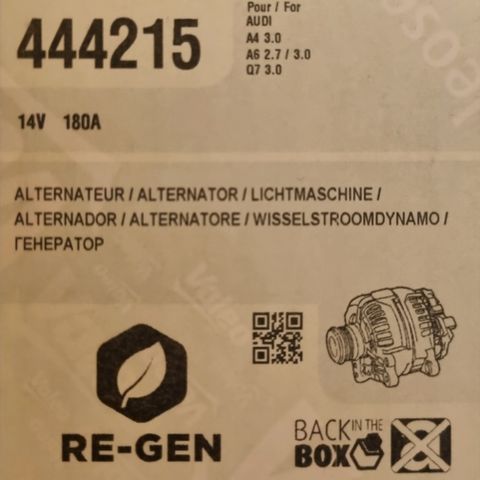 Pour / For
AUDI
444215
A4 3.0
A6 2.7 / 3.0
Q7 3.0
14V 180A
ALTERNATEUR / ALTERNATOR / LICHTMASCHINE /
ALTERNADOR / ALTERNATORE / WISSELSTROOMDYNAMO /
ГЕНЕРАТОР
RE-GEN
BACK IN THE
BOX